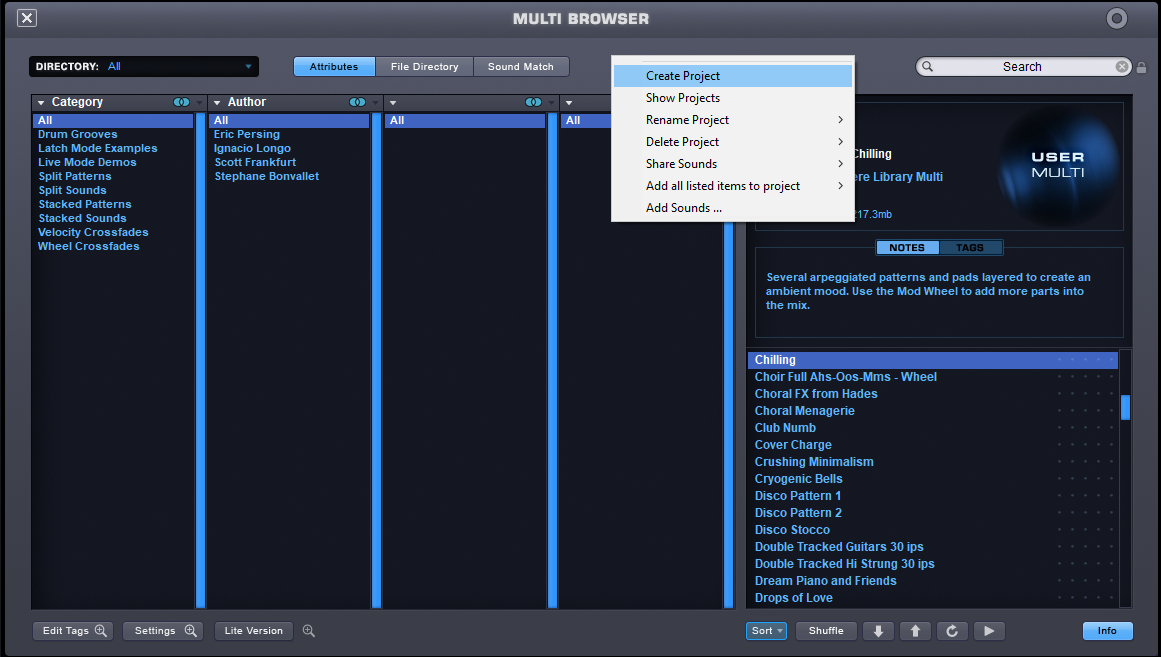 MULTI BROWSER
DIRECTORY: All
Attributes
File Directory
Sound Match
Search
Create Project
Show Projects
Rename Project
Delete Project
Share Sounds
Add all listed items to project
Add Sounds ...
Category
All
Drum Grooves
Latch Mode Examples
Live Mode Demos
Split Patterns
Split Sounds
Stacked Patterns
Stacked Sounds
Velocity Crossfades
Wheel Crossfades
Author
All
Eric Persing
Ignacio Longo
Scott Frankfurt
Stephane Bonvallet
All
All
Chilling
ere Library Multi
217.3mb
USER
MULTI
NOTES
TAGS
Several arpeggiated patterns and pads layered to create an
ambient mood. Use the Mod Wheel to add more parts into
the mix.
Chilling
Choir Full Ahs-Oos-Mms - Wheel
Choral FX from Hades
Choral Menagerie
Club Numb
Cover Charge
Crushing Minimalism
Cryogenic Bells
Disco Pattern 1
Disco Pattern 2
Disco Stocco
Double Tracked Guitars 30 ips
Double Tracked Hi Strung 30 ips
Dream Piano and Friends
Drops of Love
Edit Tags
Settings
Lite Version
Sort
Shuffle
Info